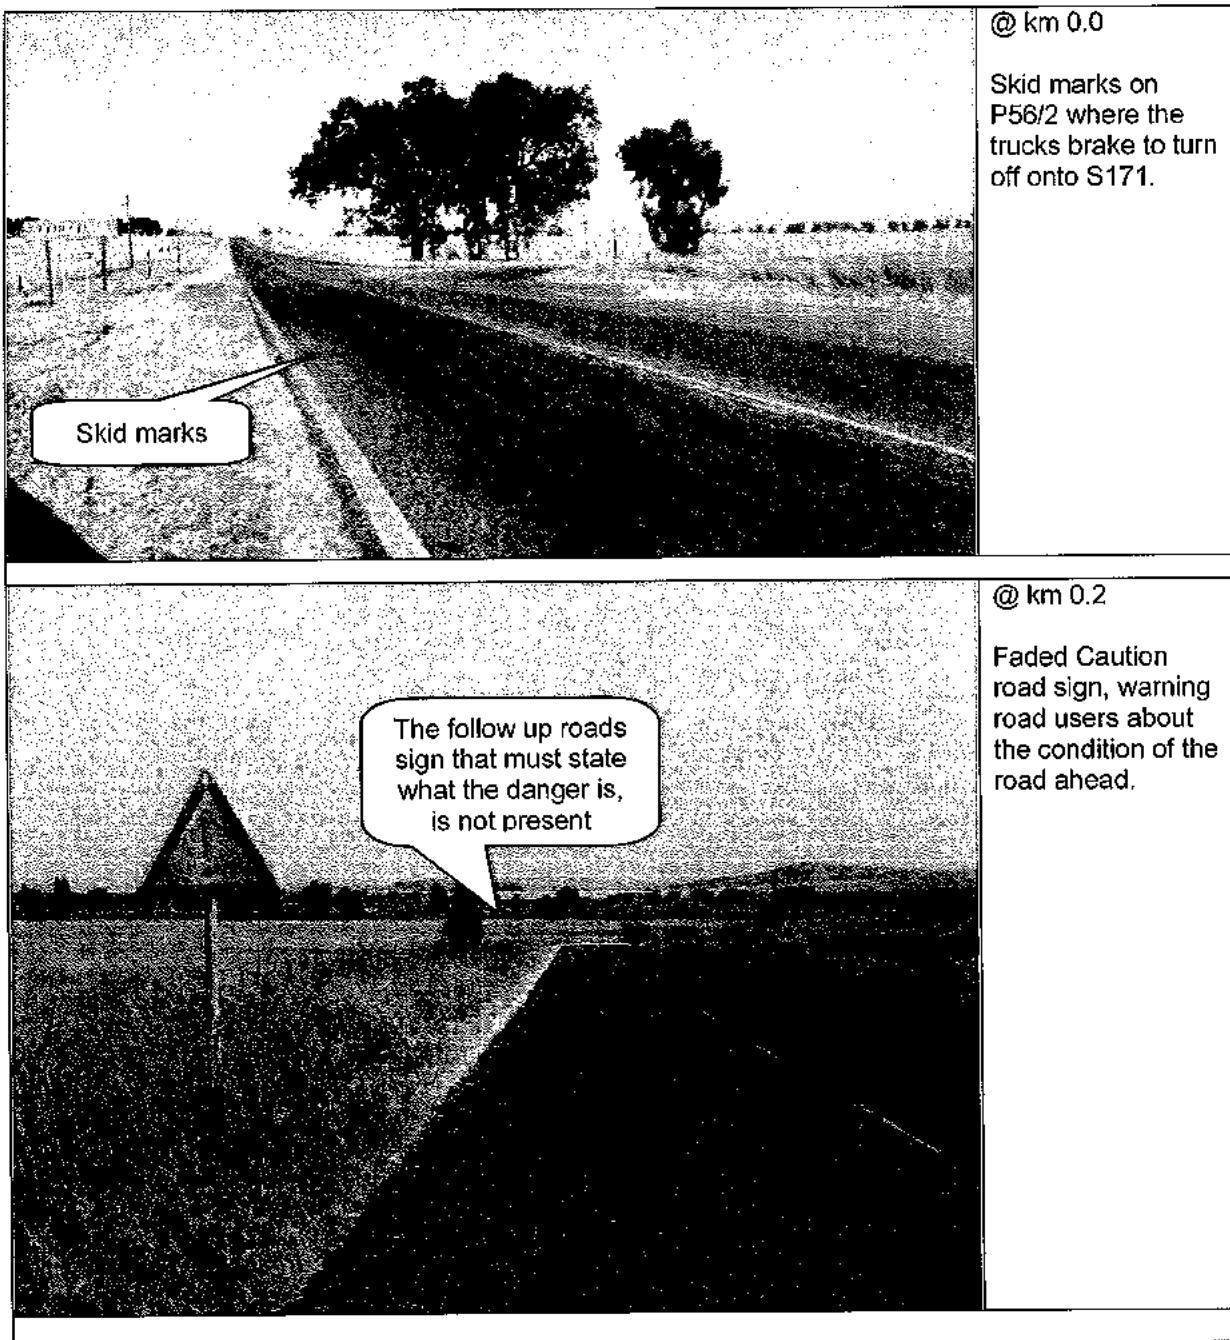 @ km 0.0
Skid marks on
P56/2 where the
trucks brake to turn
off onto S171.
Skid marks
@ km 0.2
Faded Caution
road sign, warning
road users about
the condition of the
road ahead.
The follow up roads
sign that must state
what the danger is,
is not present